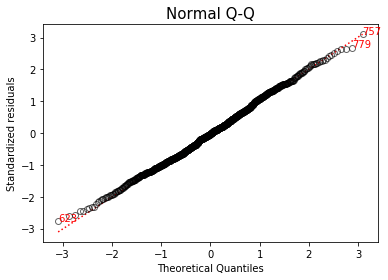 Normal Q-Q
757
779
3
2
1
0
−1
−2
−3
Standardized residuals
−3 −2 −1 0 1 2 3
Theoretical Quantiles